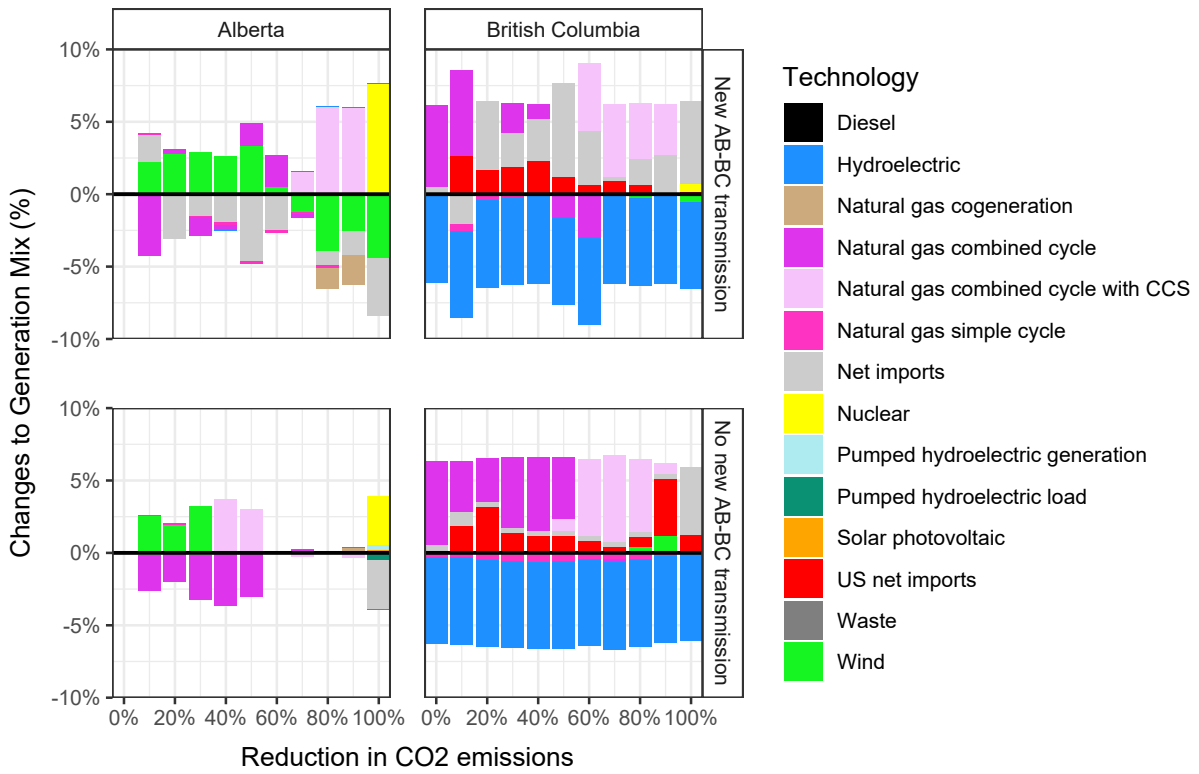 Alberta
British Columbia
Changes to Generation Mix (%)
10%
5%
0%
-5%
-10%
New AB-BC transmission
10%
5%
0%
-5%
-10%
No new AB-BC transmission
0% 20% 40% 60% 80% 100%
0% 20% 40% 60% 80% 100%
Reduction in CO2 emissions
Technology
Diesel
Hydroelectric
Natural gas cogeneration
Natural gas combined cycle
Natural gas combined cycle with CCS
Natural gas simple cycle
Net imports
Nuclear
Pumped hydroelectric generation
Pumped hydroelectric load
Solar photovoltaic
US net imports
Waste
Wind